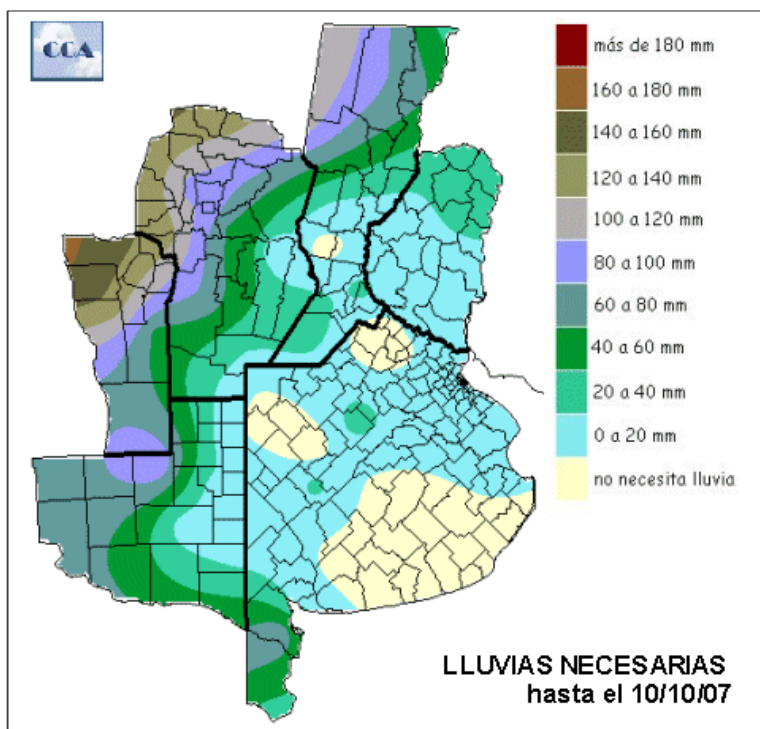 CCA
más de 180 mm
160 a 180 mm
140 a 160 mm
120 a 140 mm
100 a 120 mm
80 a 100 mm
60 a 80 mm
40 a 60 mm
20 a 40 mm
0 a 20 mm
no necesita lluvia
LLUVIAS NECESARIAS
hasta el 10/10/07